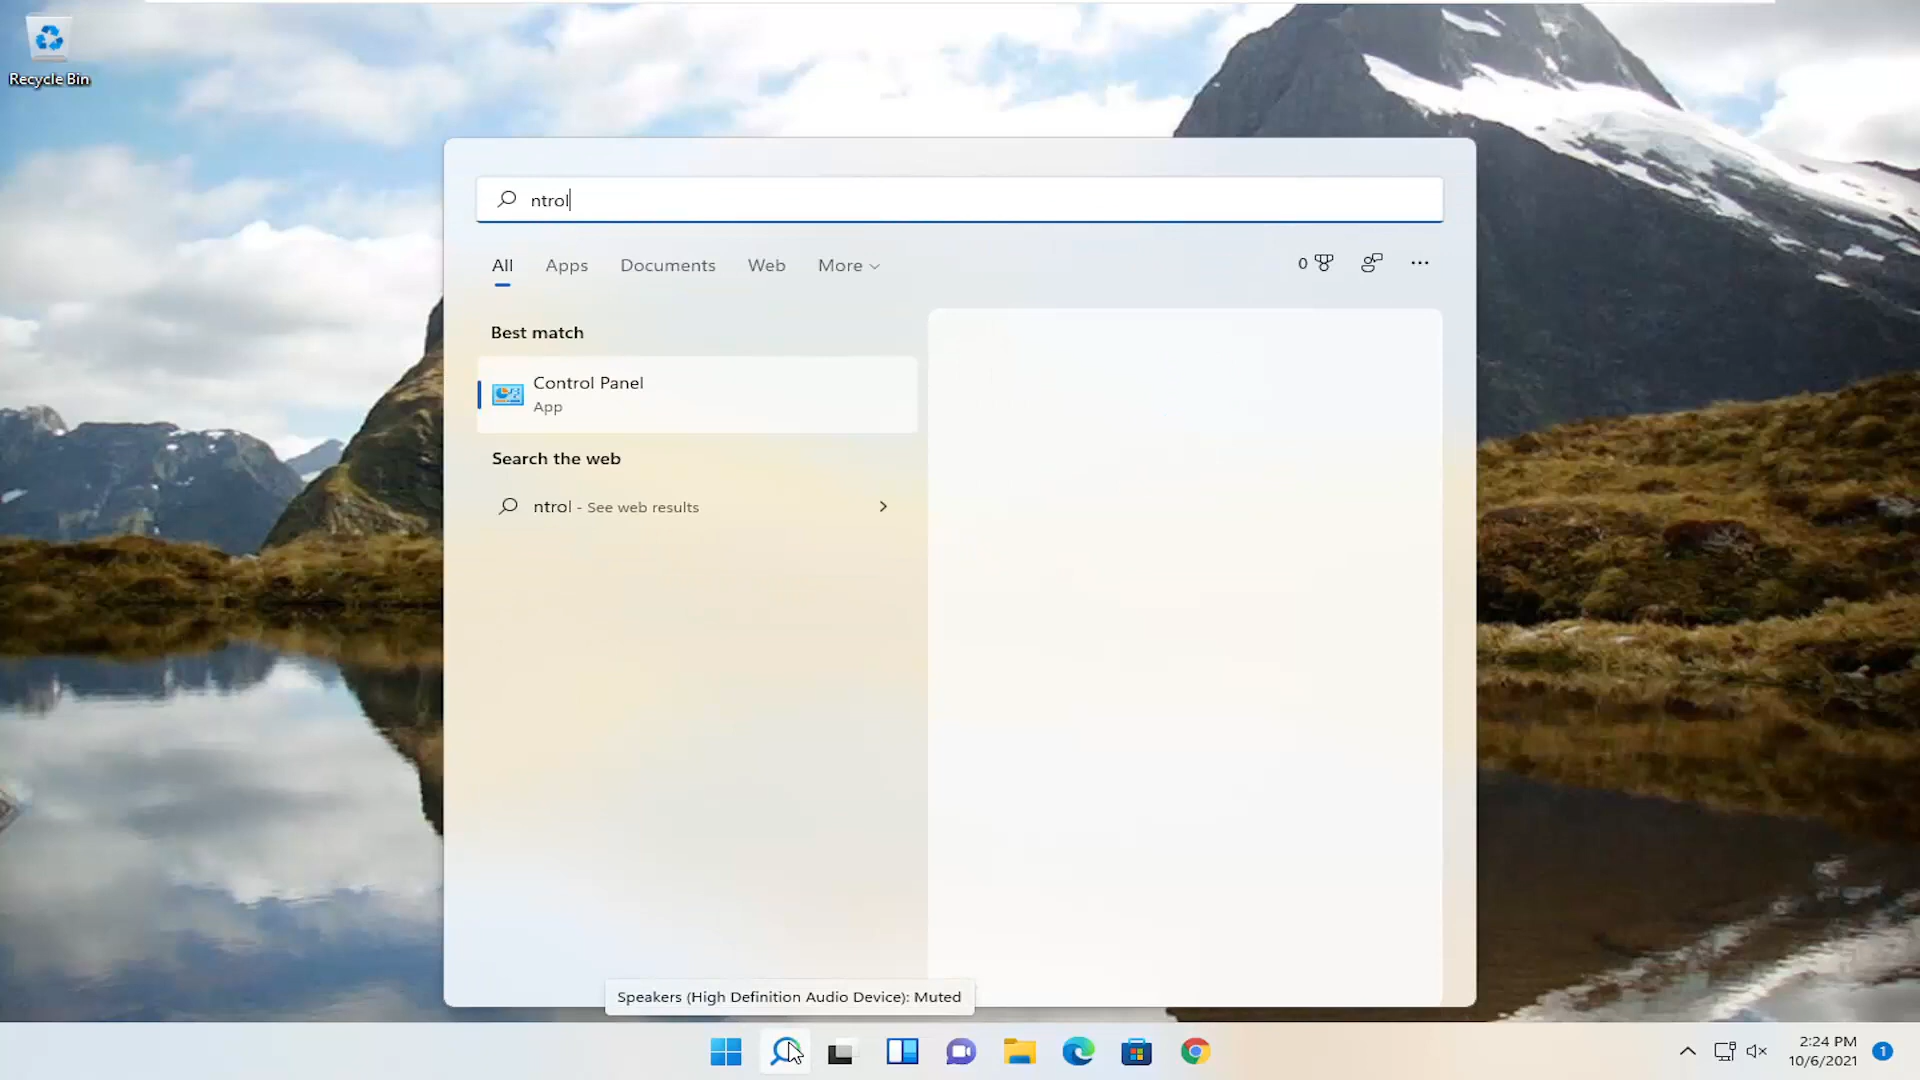 Recycle Bin
ntrol
All Apps Documents Web More
0
Best match
Control Panel
App
Search the web
ntrol - See web results
Speakers (High Definition Audio Device): Muted
2:24 PM
10/6/2021
1